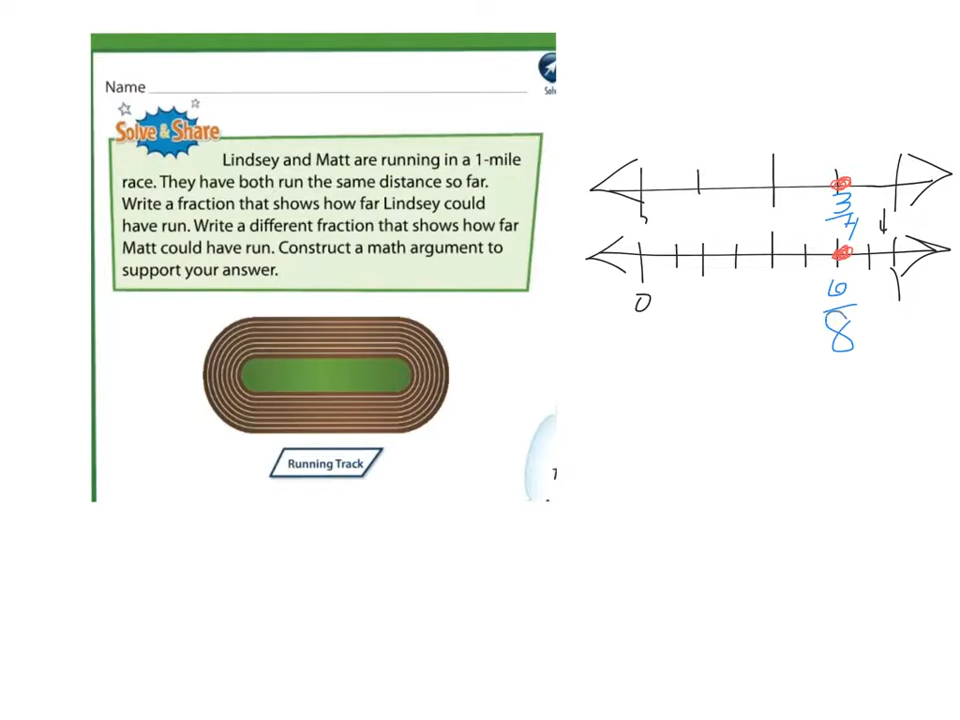 Name
Solv
Solve & Share
Lindsey and Matt are running in a 1-mile
race. They have both run the same distance so far.
Write a fraction that shows how far Lindsey could
have run. Write a different fraction that shows how far
Matt could have run. Construct a math argument to
support your answer.
Running Track
3
4
0
1
6
8